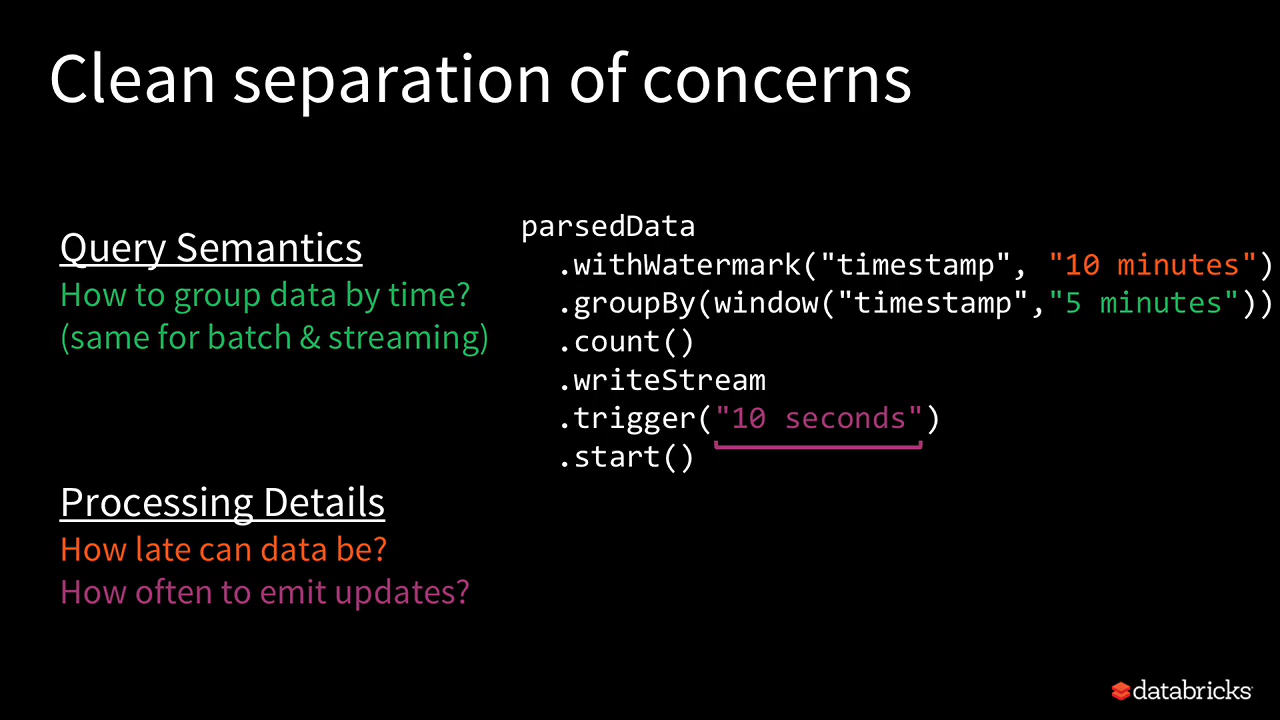 Clean separation of concerns
Query Semantics
How to group data by time?
(same for batch & streaming)
Processing Details
How late can data be?
How often to emit updates?
parsedData
.withWatermark("timestamp", "10 minutes")
.groupBy(window("timestamp","5 minutes"))
.count()
.writeStream
.trigger("10 seconds")
.start()
databricks